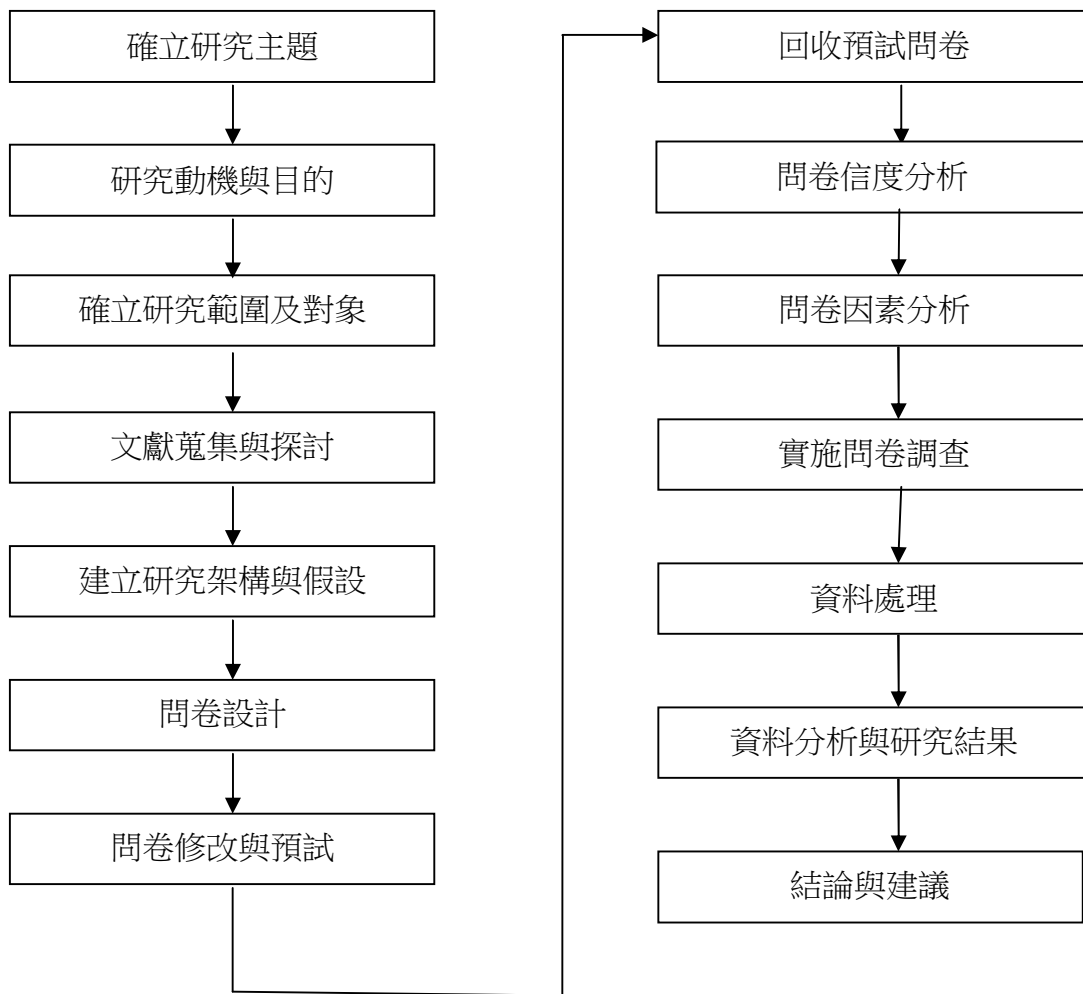 確立研究主題
研究動機與目的
確立研究範圍及對象
文獻蒐集與探討
建立研究架構與假設
問卷設計
問卷修改與預試
回收預試問卷
問卷信度分析
問卷因素分析
實施問卷調查
資料處理
資料分析與研究結果
結論與建議